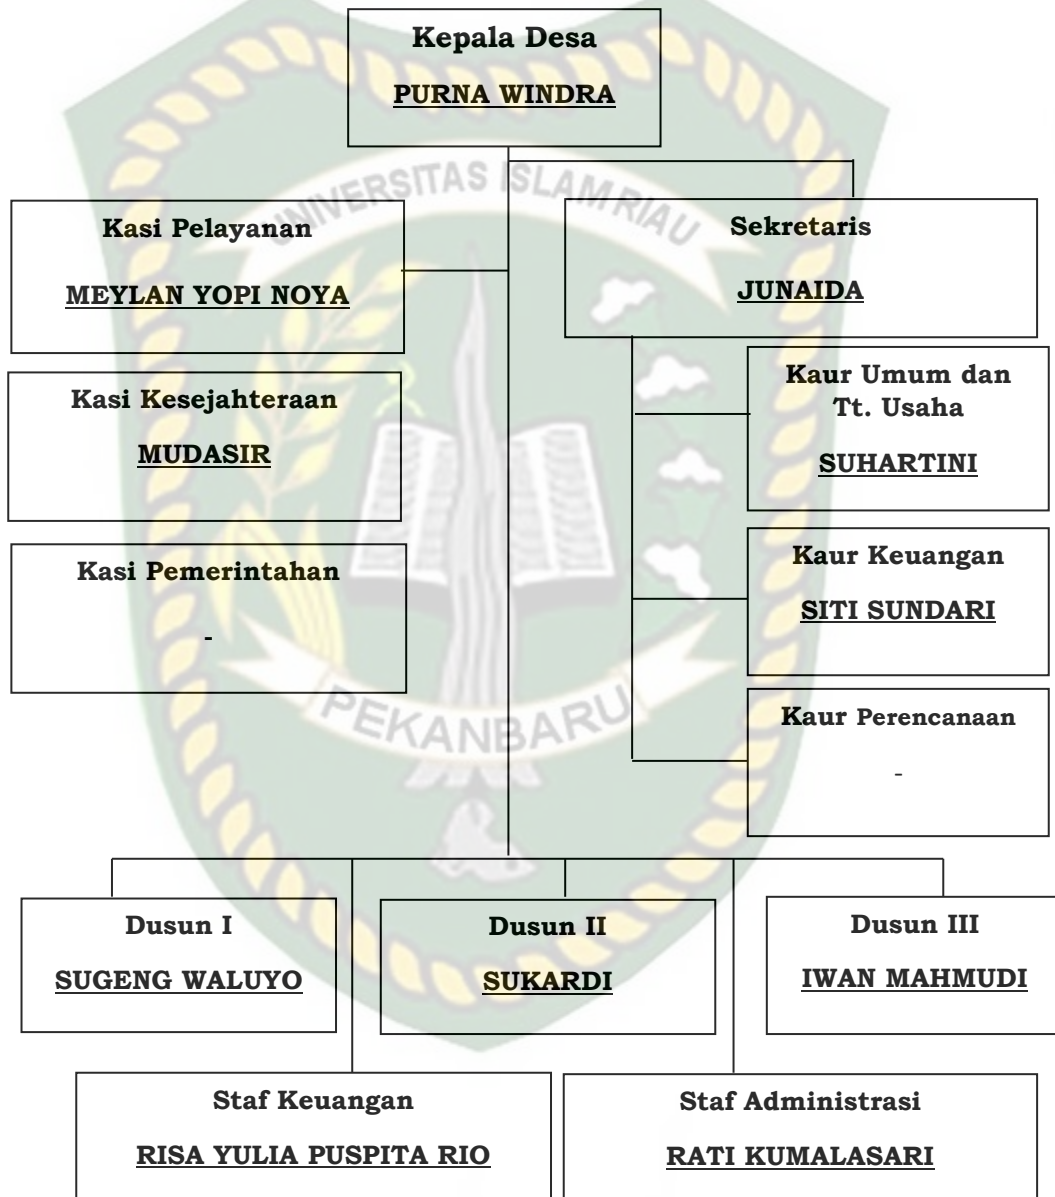 Kepala Desa
PURNA WINDRA
UNIVERSITAS ISLAM RIAU
Kasi Pelayanan
MEYLAN YOPI NOYA
Sekretaris
JUNAIDA
Kasi Kesejahteraan
MUDASIR
Kaur Umum dan
Tt. Usaha
SUHARTINI
Kasi Pemerintahan
-
Kaur Keuangan
SITI SUNDARI
PEKANBARU
Kaur Perencanaan
-
Dusun I
SUGENG WALUYO
Dusun II
SUKARDI
Dusun III
IWAN MAHMUDI
Staf Keuangan
RISA YULIA PUSPITA RIO
Staf Administrasi
RATI KUMALASARI